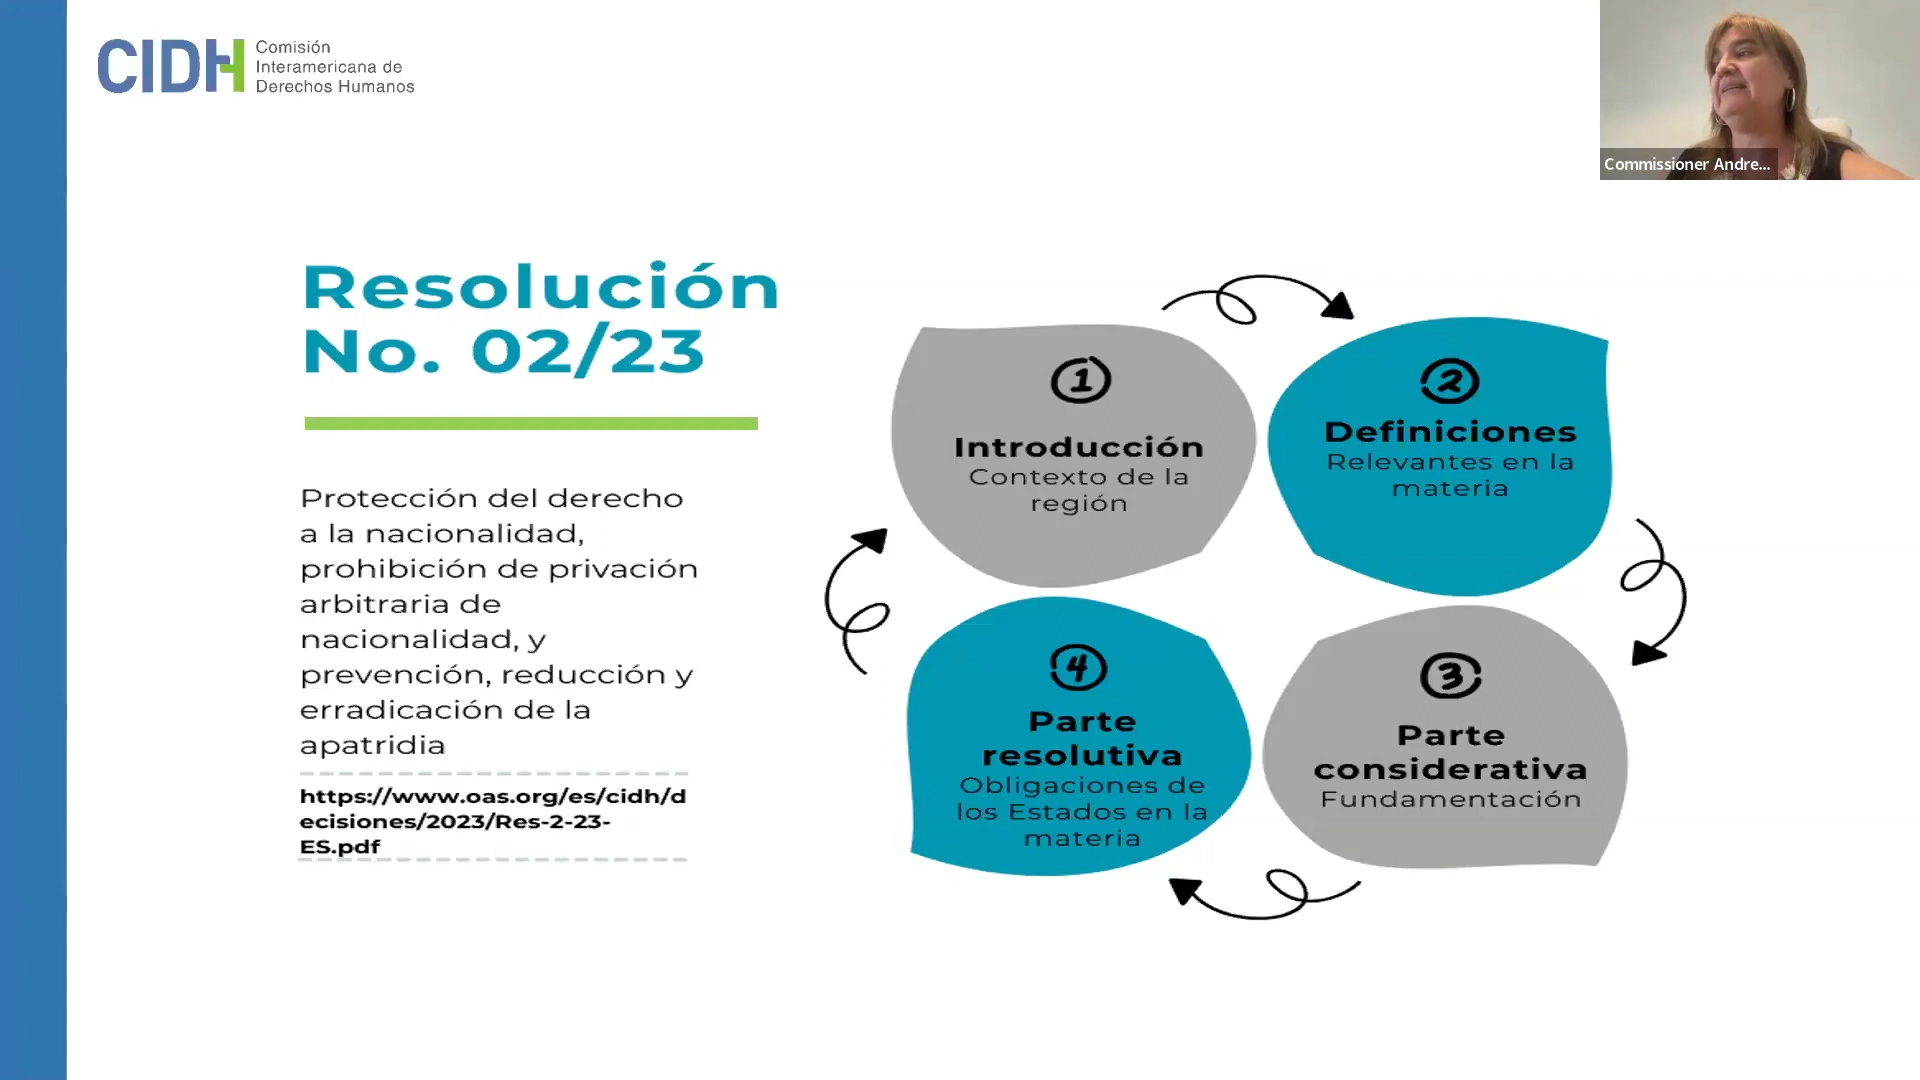 CIDH
Comisión
Interamericana de
Derechos Humanos
Commissioner Andre...
Resolución
No. 02/23
Protección del derecho
a la nacionalidad,
prohibición de privación
arbitraria de
nacionalidad, y
prevención, reducción y
erradicación de la
apatridia
https://www.oas.org/es/cidh/d
ecisiones/2023/Res-2-23-
ES.pdf
1
Introducción
Contexto de la
región
2
Definiciones
Relevantes en la
materia
3
Parte
considerativa
Fundamentación
4
Parte
resolutiva
Obligaciones de
los Estados en la
materia